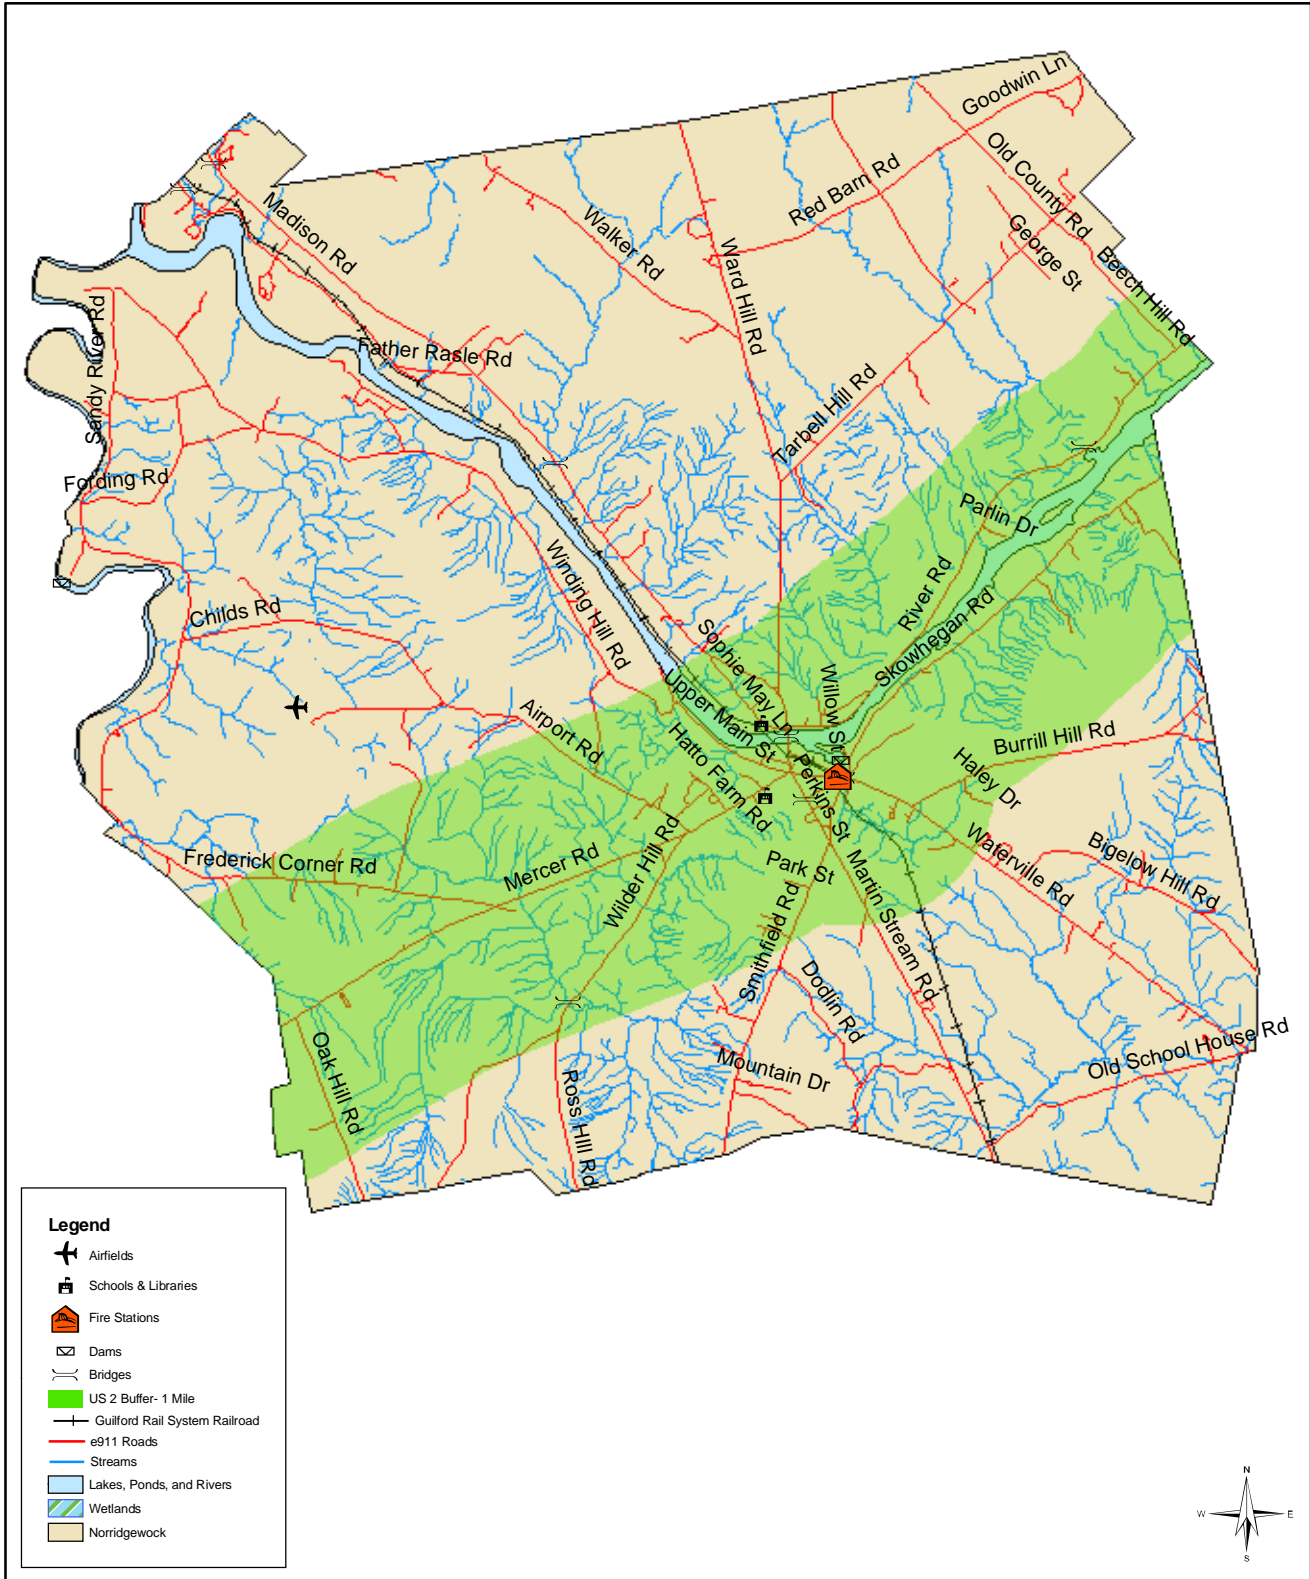 Goodwin Ln
Old County Rd
Red Barn Rd
Madison Rd
Walker Rd
George St
Ward Hill Rd
Beech Hill Rd
Sandy River Rd
Father Rasle Rd
Tarbell Hill Rd
Fording Rd
Parlin Dr
Winding Hill Rd
River Rd
Childs Rd
Skowhegan Rd
Sophie May Ln
Upper Main St
Willow St
Airport Rd
Hatto Farm Rd
Burrill Hill Rd
Haley Dr
Perkins St
Frederick Corner Rd
Mercer Rd
Wilder Hill Rd
Park St
Waterville Rd
Bigelow Hill Rd
Martin Stream Rd
Smithfield Rd
Dodlin Rd
Oak Hill Rd
Mountain Dr
Old School House Rd
Ross Hill Rd
Legend
Airfields
Schools & Libraries
Fire Stations
Dams
Bridges
US 2 Buffer- 1 Mile
Guilford Rail System Railroad
e911 Roads
Streams
Lakes, Ponds, and Rivers
Wetlands
Norridgewock
N
W E
S